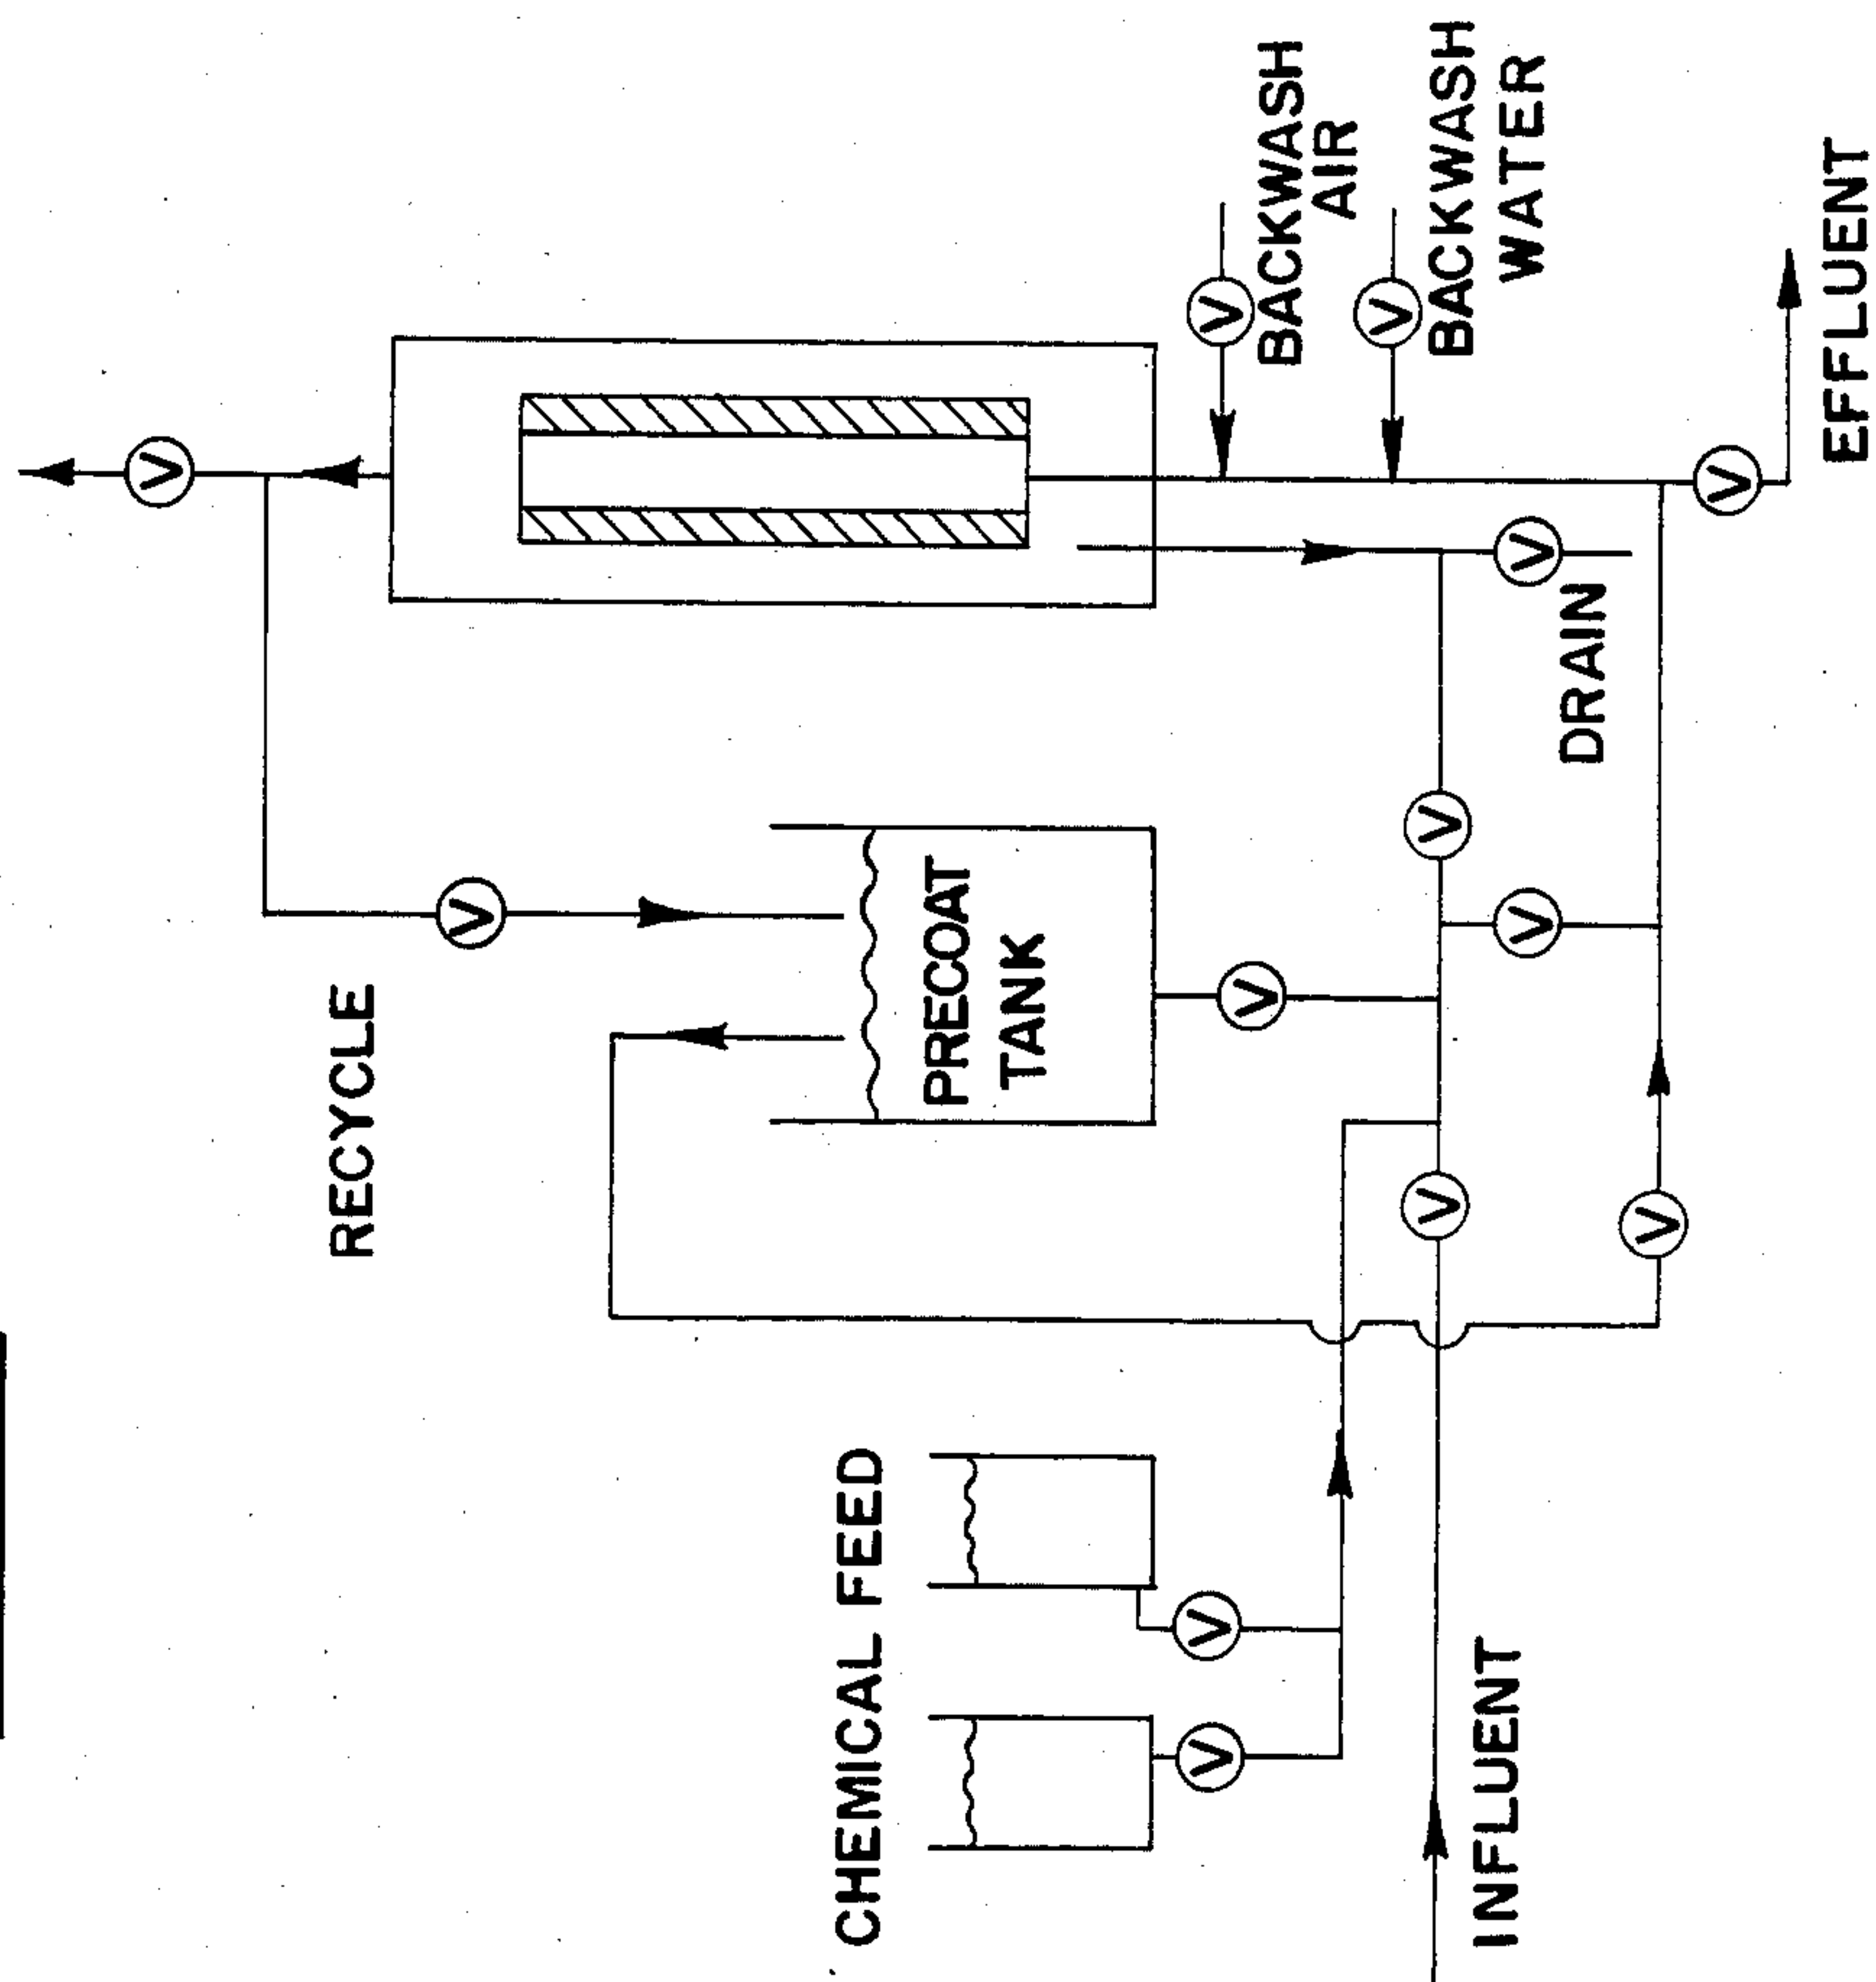 RECYCLE
CHEMICAL FEED
PRECOAT
TANK
INFLUENT
DRAIN
BACKWASH
AIR
BACKWASH
WATER
EFFLUENT
V
V
V
V
V
V
V
V
V
V
V
V
V
V